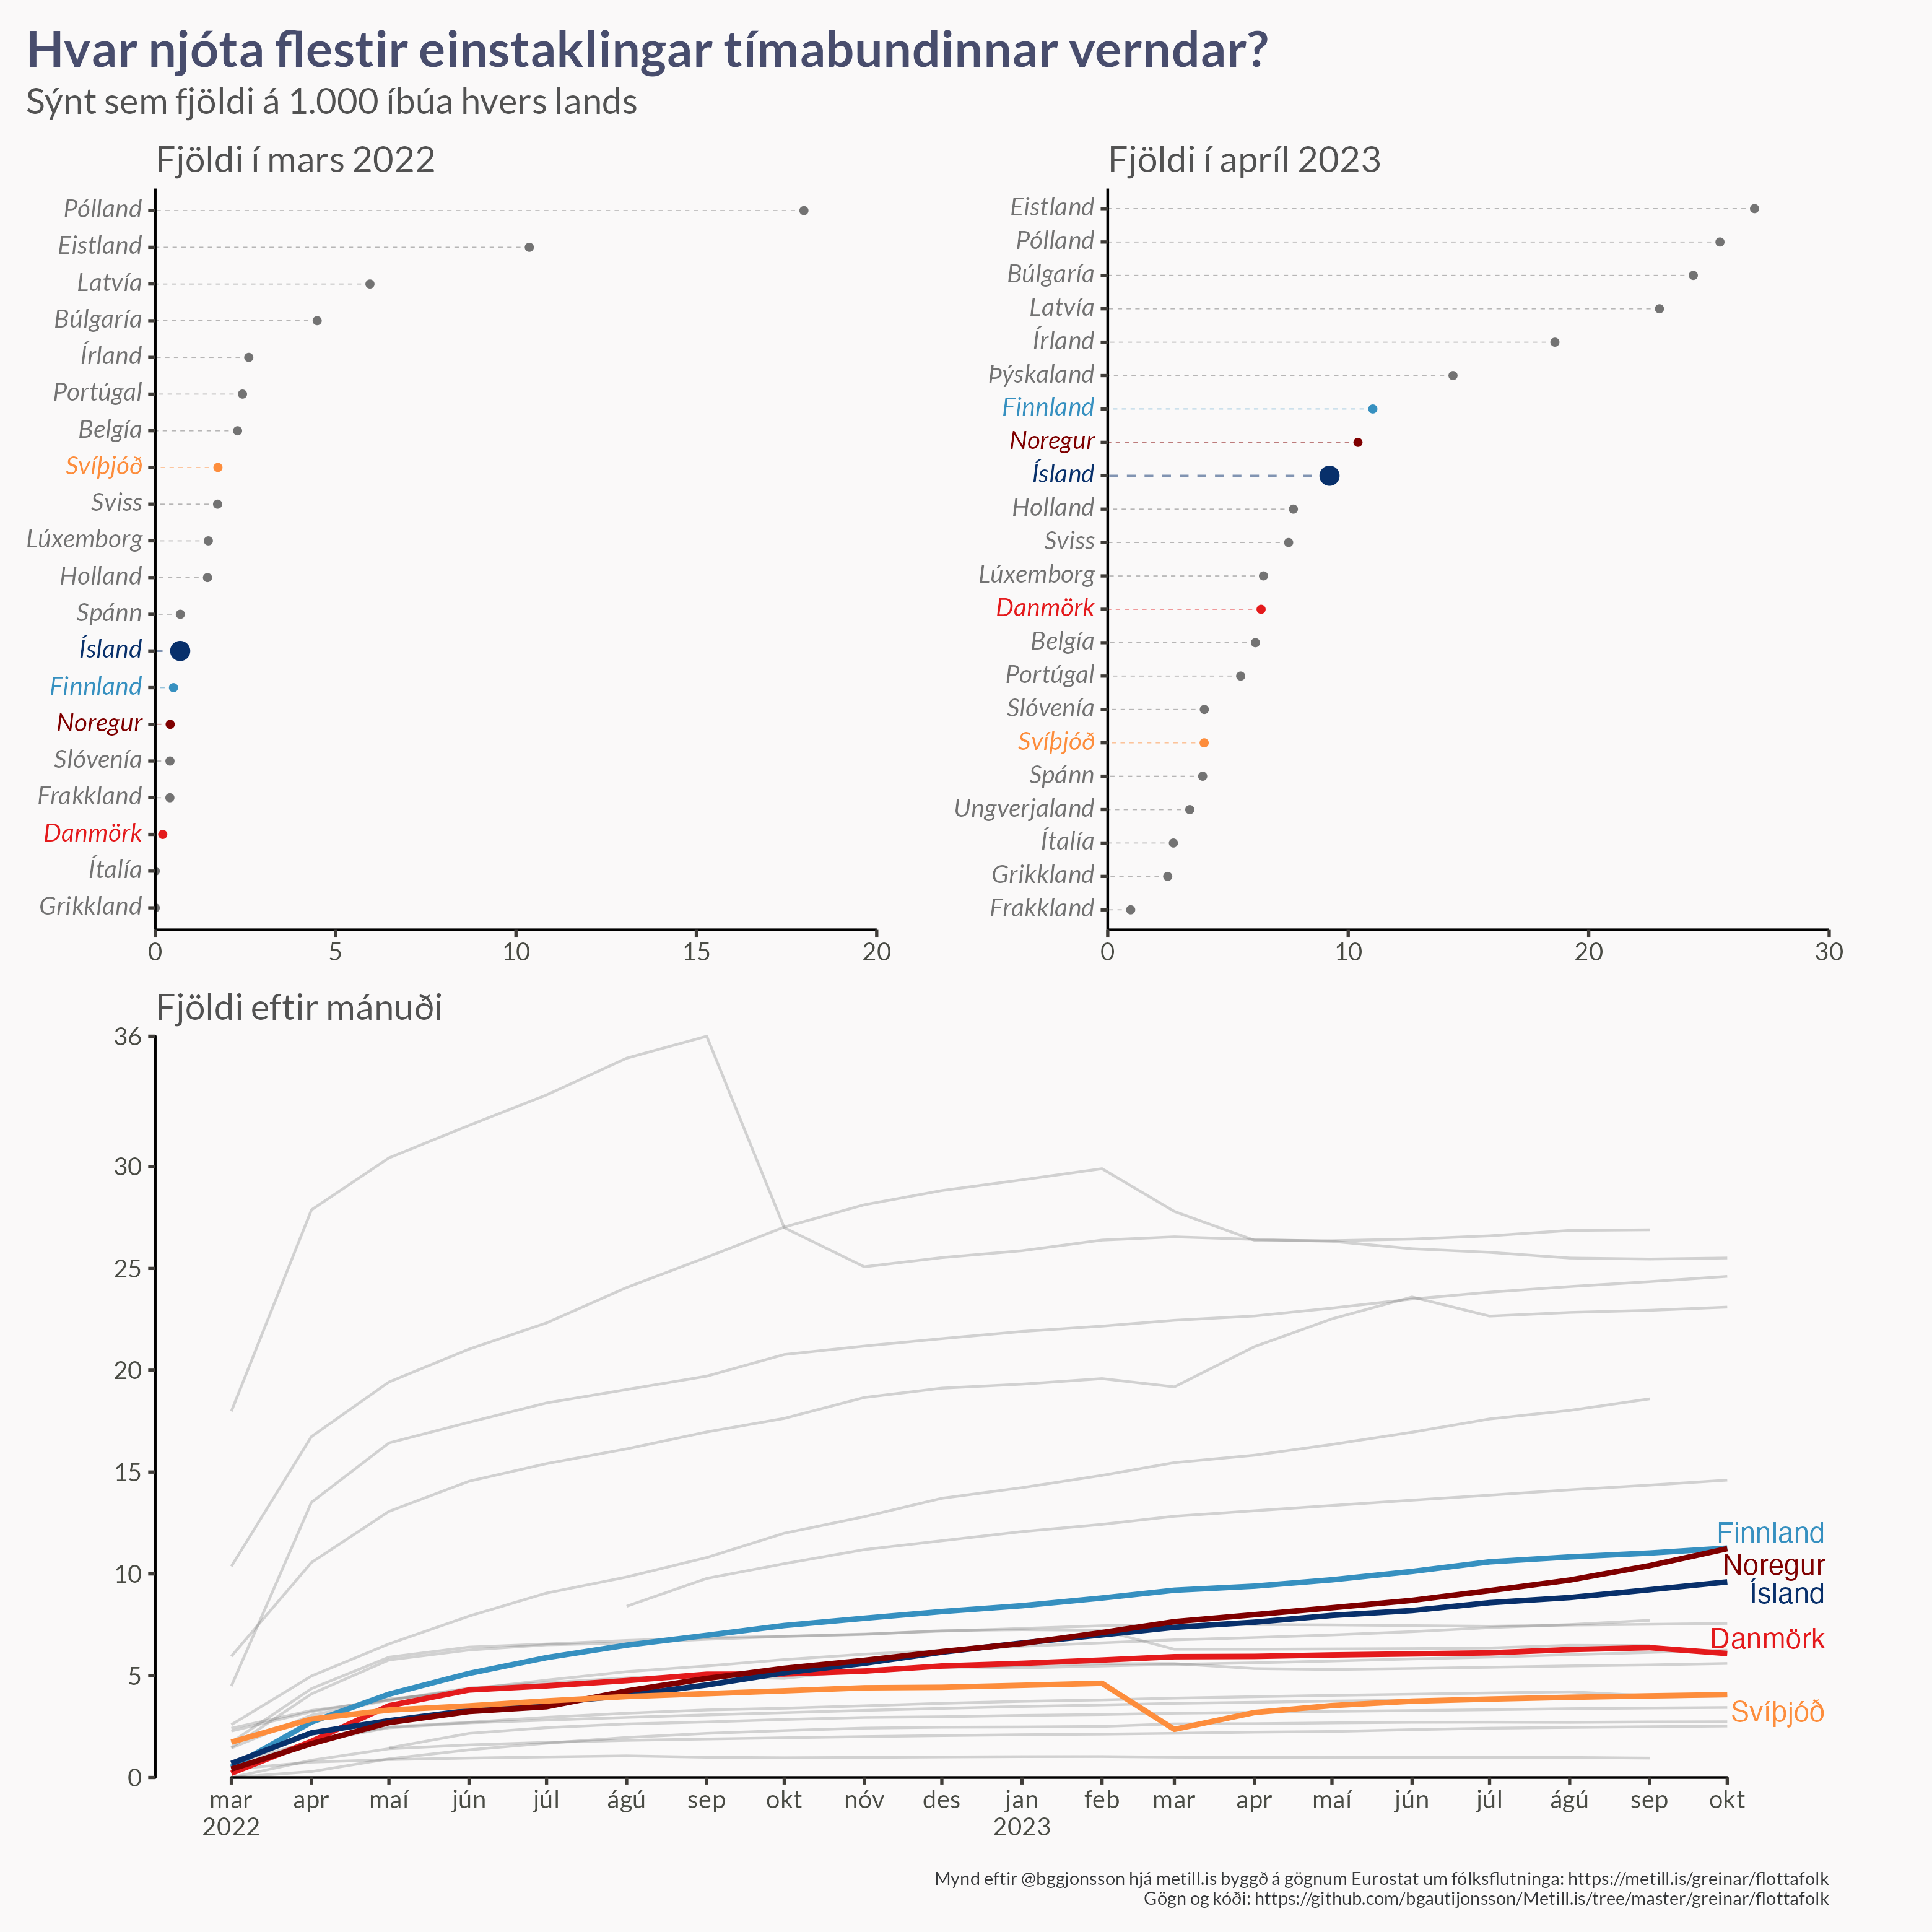 Hvar njóta flestir einstaklingar tímabundinnar verndar?
Sýnt sem fjöldi á 1.000 íbúa hvers lands
Fjöldi í mars 2022
Pólland
Eistland
Latvía
Búlgaría
Írland
Portúgal
Belgía
Svíþjóð
Sviss
Lúxemborg
Holland
Spánn
Ísland
Finnland
Noregur
Slóvenía
Frakkland
Danmörk
Ítalía
Grikkland
0 5 10 15 20
Fjöldi í apríl 2023
Eistland
Pólland
Búlgaría
Latvía
Írland
Þýskaland
Finnland
Noregur
Ísland
Holland
Sviss
Lúxemborg
Danmörk
Belgía
Portúgal
Slóvenía
Svíþjóð
Spánn
Ungverjaland
Ítalía
Grikkland
Frakkland
0 10 20 30
Fjöldi eftir mánuði
36
30
25
20
15
10
5
0
Finnland
Noregur
Ísland
Danmörk
Svíþjóð
mar apr maí jún júl ágú sep okt nóv des jan feb mar apr maí jún júl ágú sep okt
2022 2023
Mynd eftir @bggjonsson hjá metill.is byggð á gögnum Eurostat um fólksflutninga: https://metill.is/greinar/flottafolk
Gögn og kóði: https://github.com/bgautijonsson/Metill.is/tree/master/greinar/flottafolk